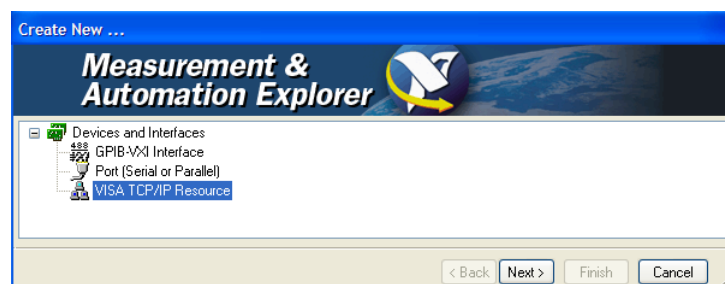 Create New ...
Measurement &
Automation Explorer
Devices and Interfaces
GPIB-VXI Interface
Port (Serial or Parallel)
VISA TCP/IP Resource
< Back Next > Finish Cancel